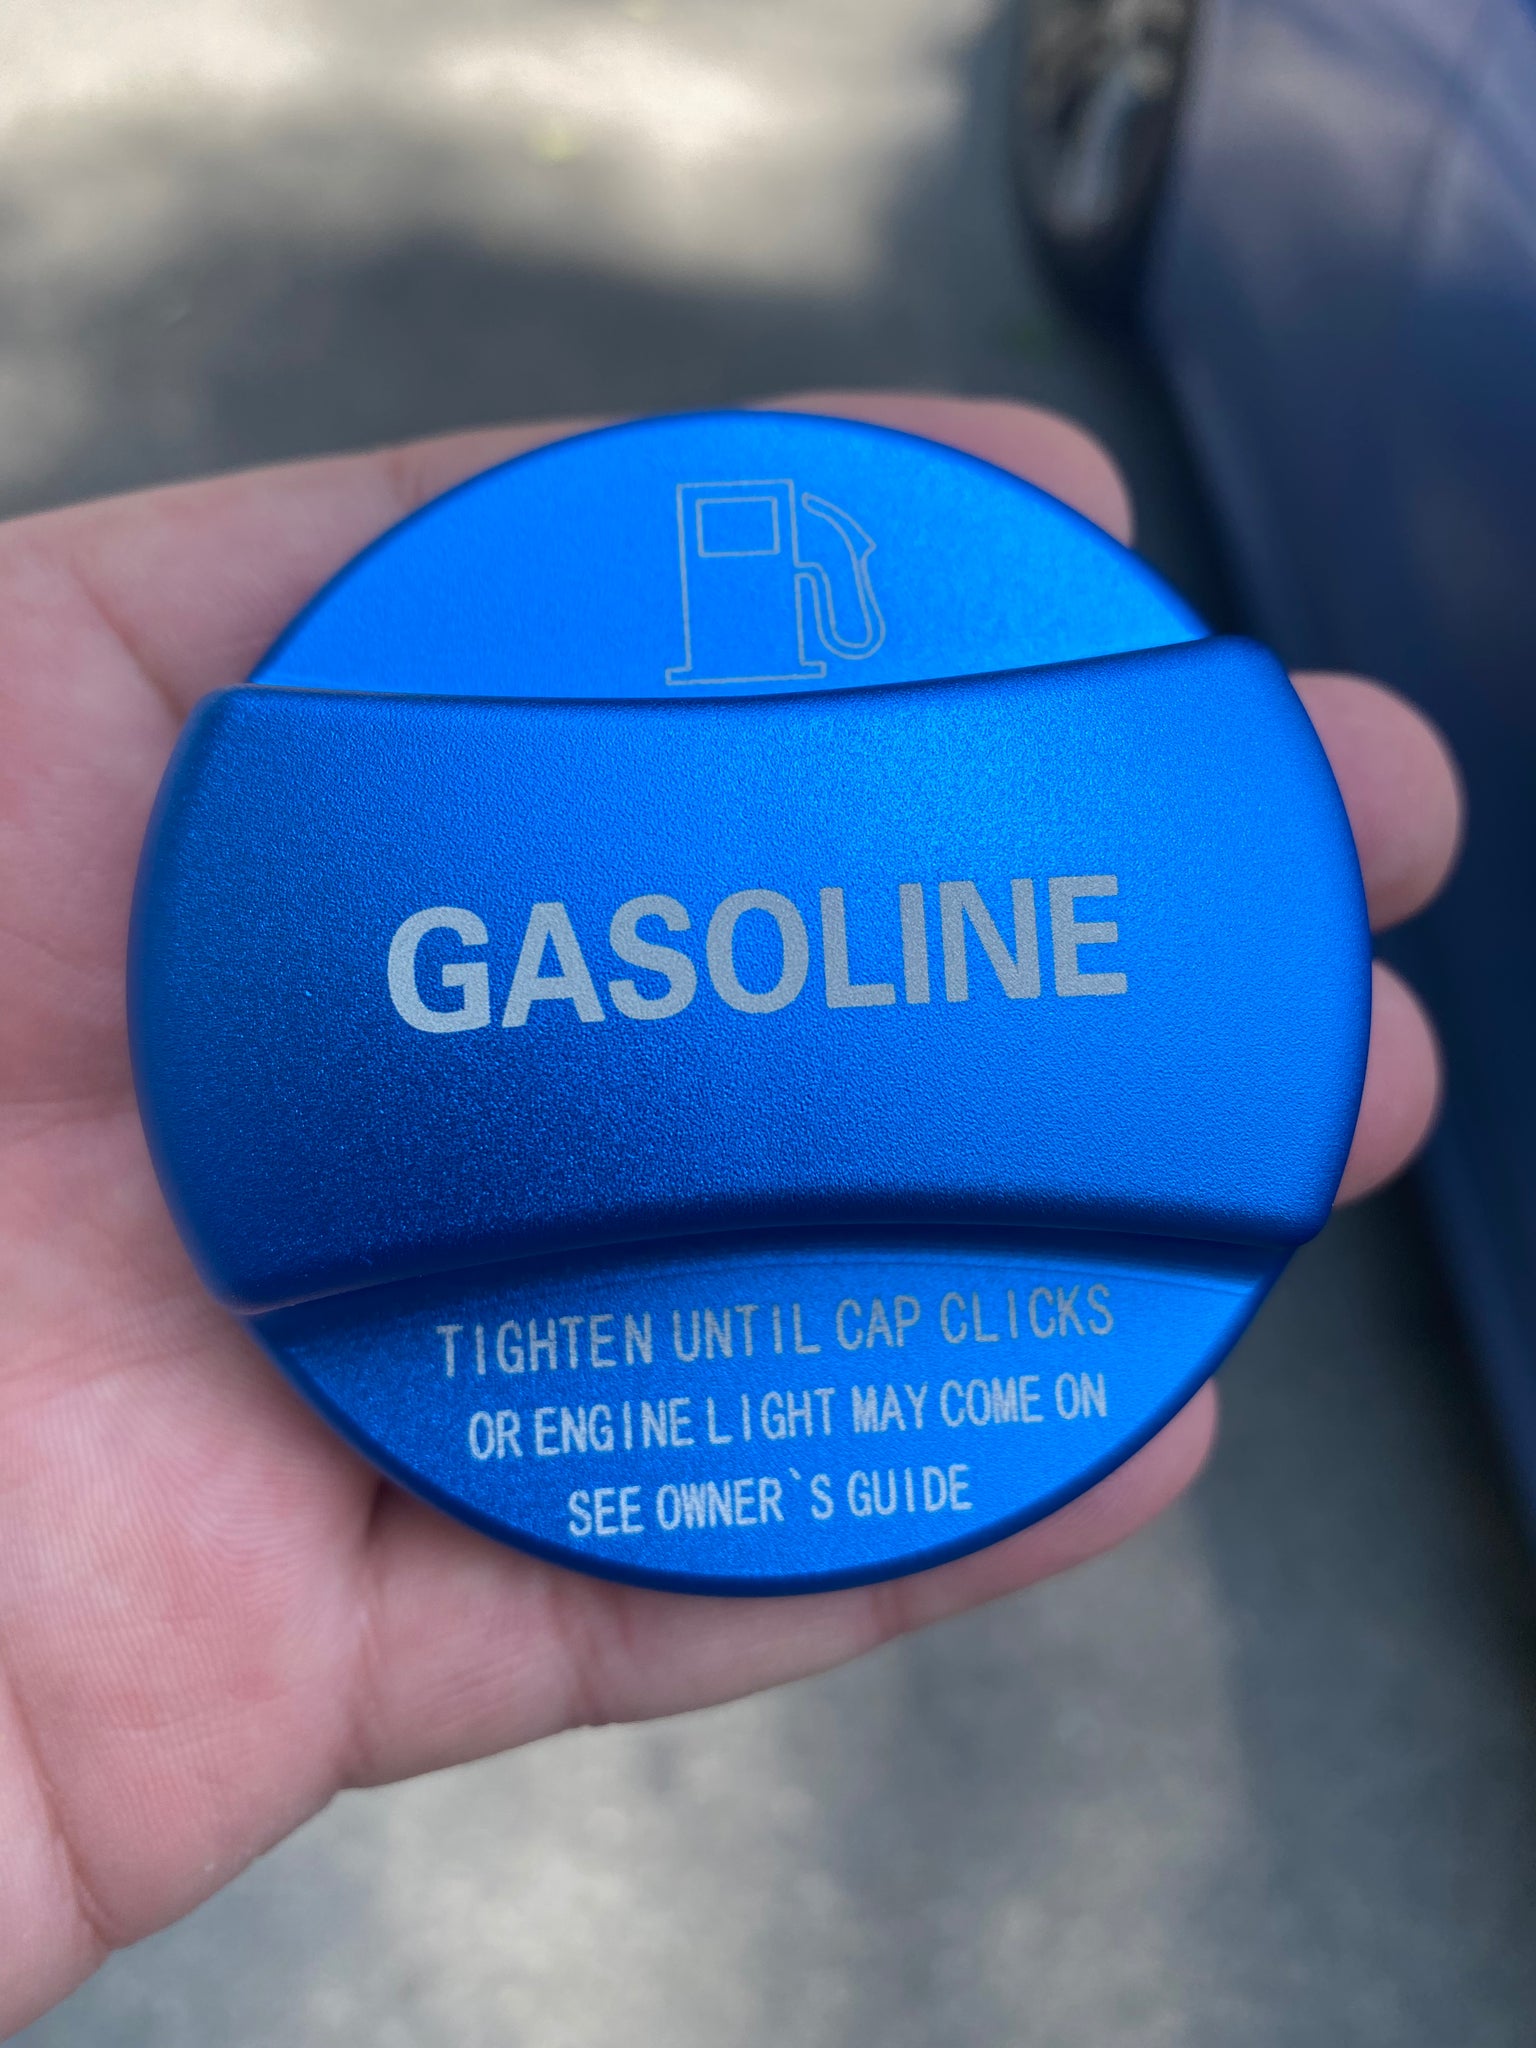 GASOLINE
TIGHTEN UNTIL CAP CLICKS
OR ENGINE LIGHT MAY COME ON
SEE OWNER`S GUIDE